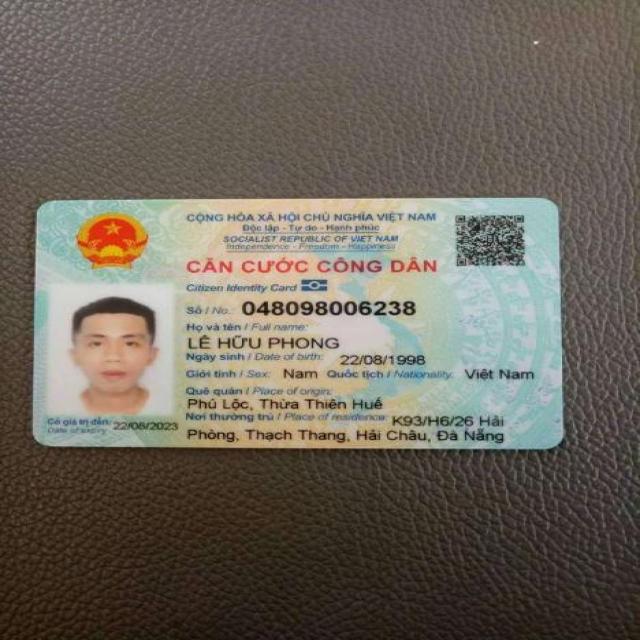 CỘNG HÒA XÃ HỘI CHỦ NGHĨA VIỆT NAM
Độc lập - Tự do - Hạnh phúc
SOCIALIST REPUBLIC OF VIET NAM
Independence - Freedom - Happiness
CĂN CƯỚC CÔNG DÂN
Citizen Identity Card
Số / No.: 048098006238
Họ và tên / Full name:
LÊ HỮU PHONG
Ngày sinh / Date of birth: 22/08/1998
Giới tính / Sex: Nam Quốc tịch / Nationality: Việt Nam
Quê quán / Place of origin:
Phú Lộc, Thừa Thiên Huế
Nơi thường trú / Place of residence: K93/H6/26 Hải
Phòng, Thạch Thang, Hải Châu, Đà Nẵng
Có giá trị đến: 22/08/2023
Date of expiry